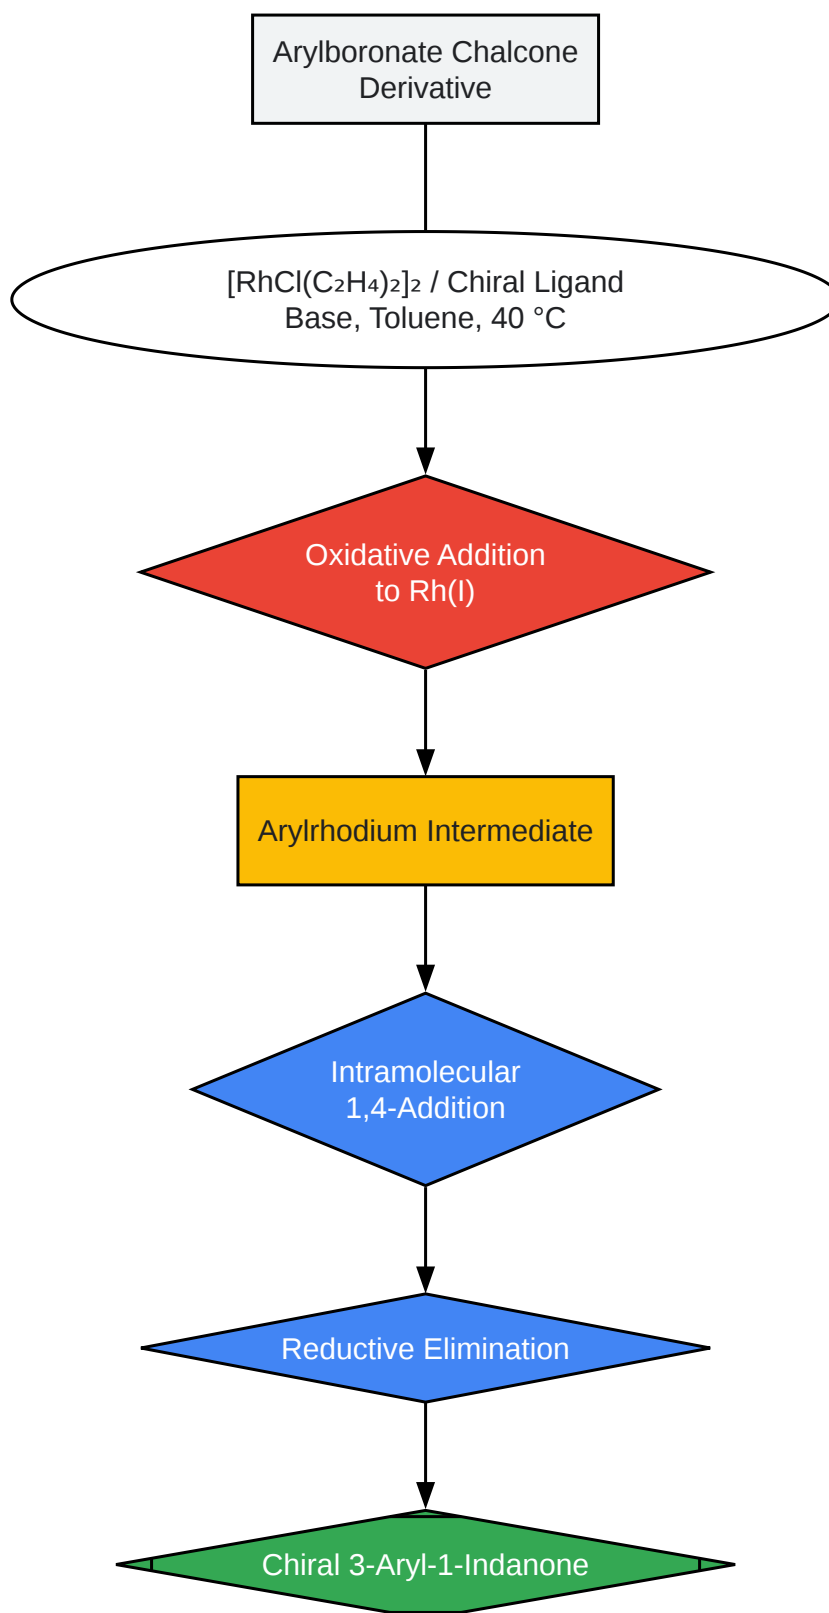 Arylboronate Chalcone
Derivative
[RhCl(C₂H₄)₂]₂ / Chiral Ligand
Base, Toluene, 40 °C
Oxidative Addition
to Rh(I)
Arylrhodium Intermediate
Intramolecular
1,4-Addition
Reductive Elimination
Chiral 3-Aryl-1-Indanone